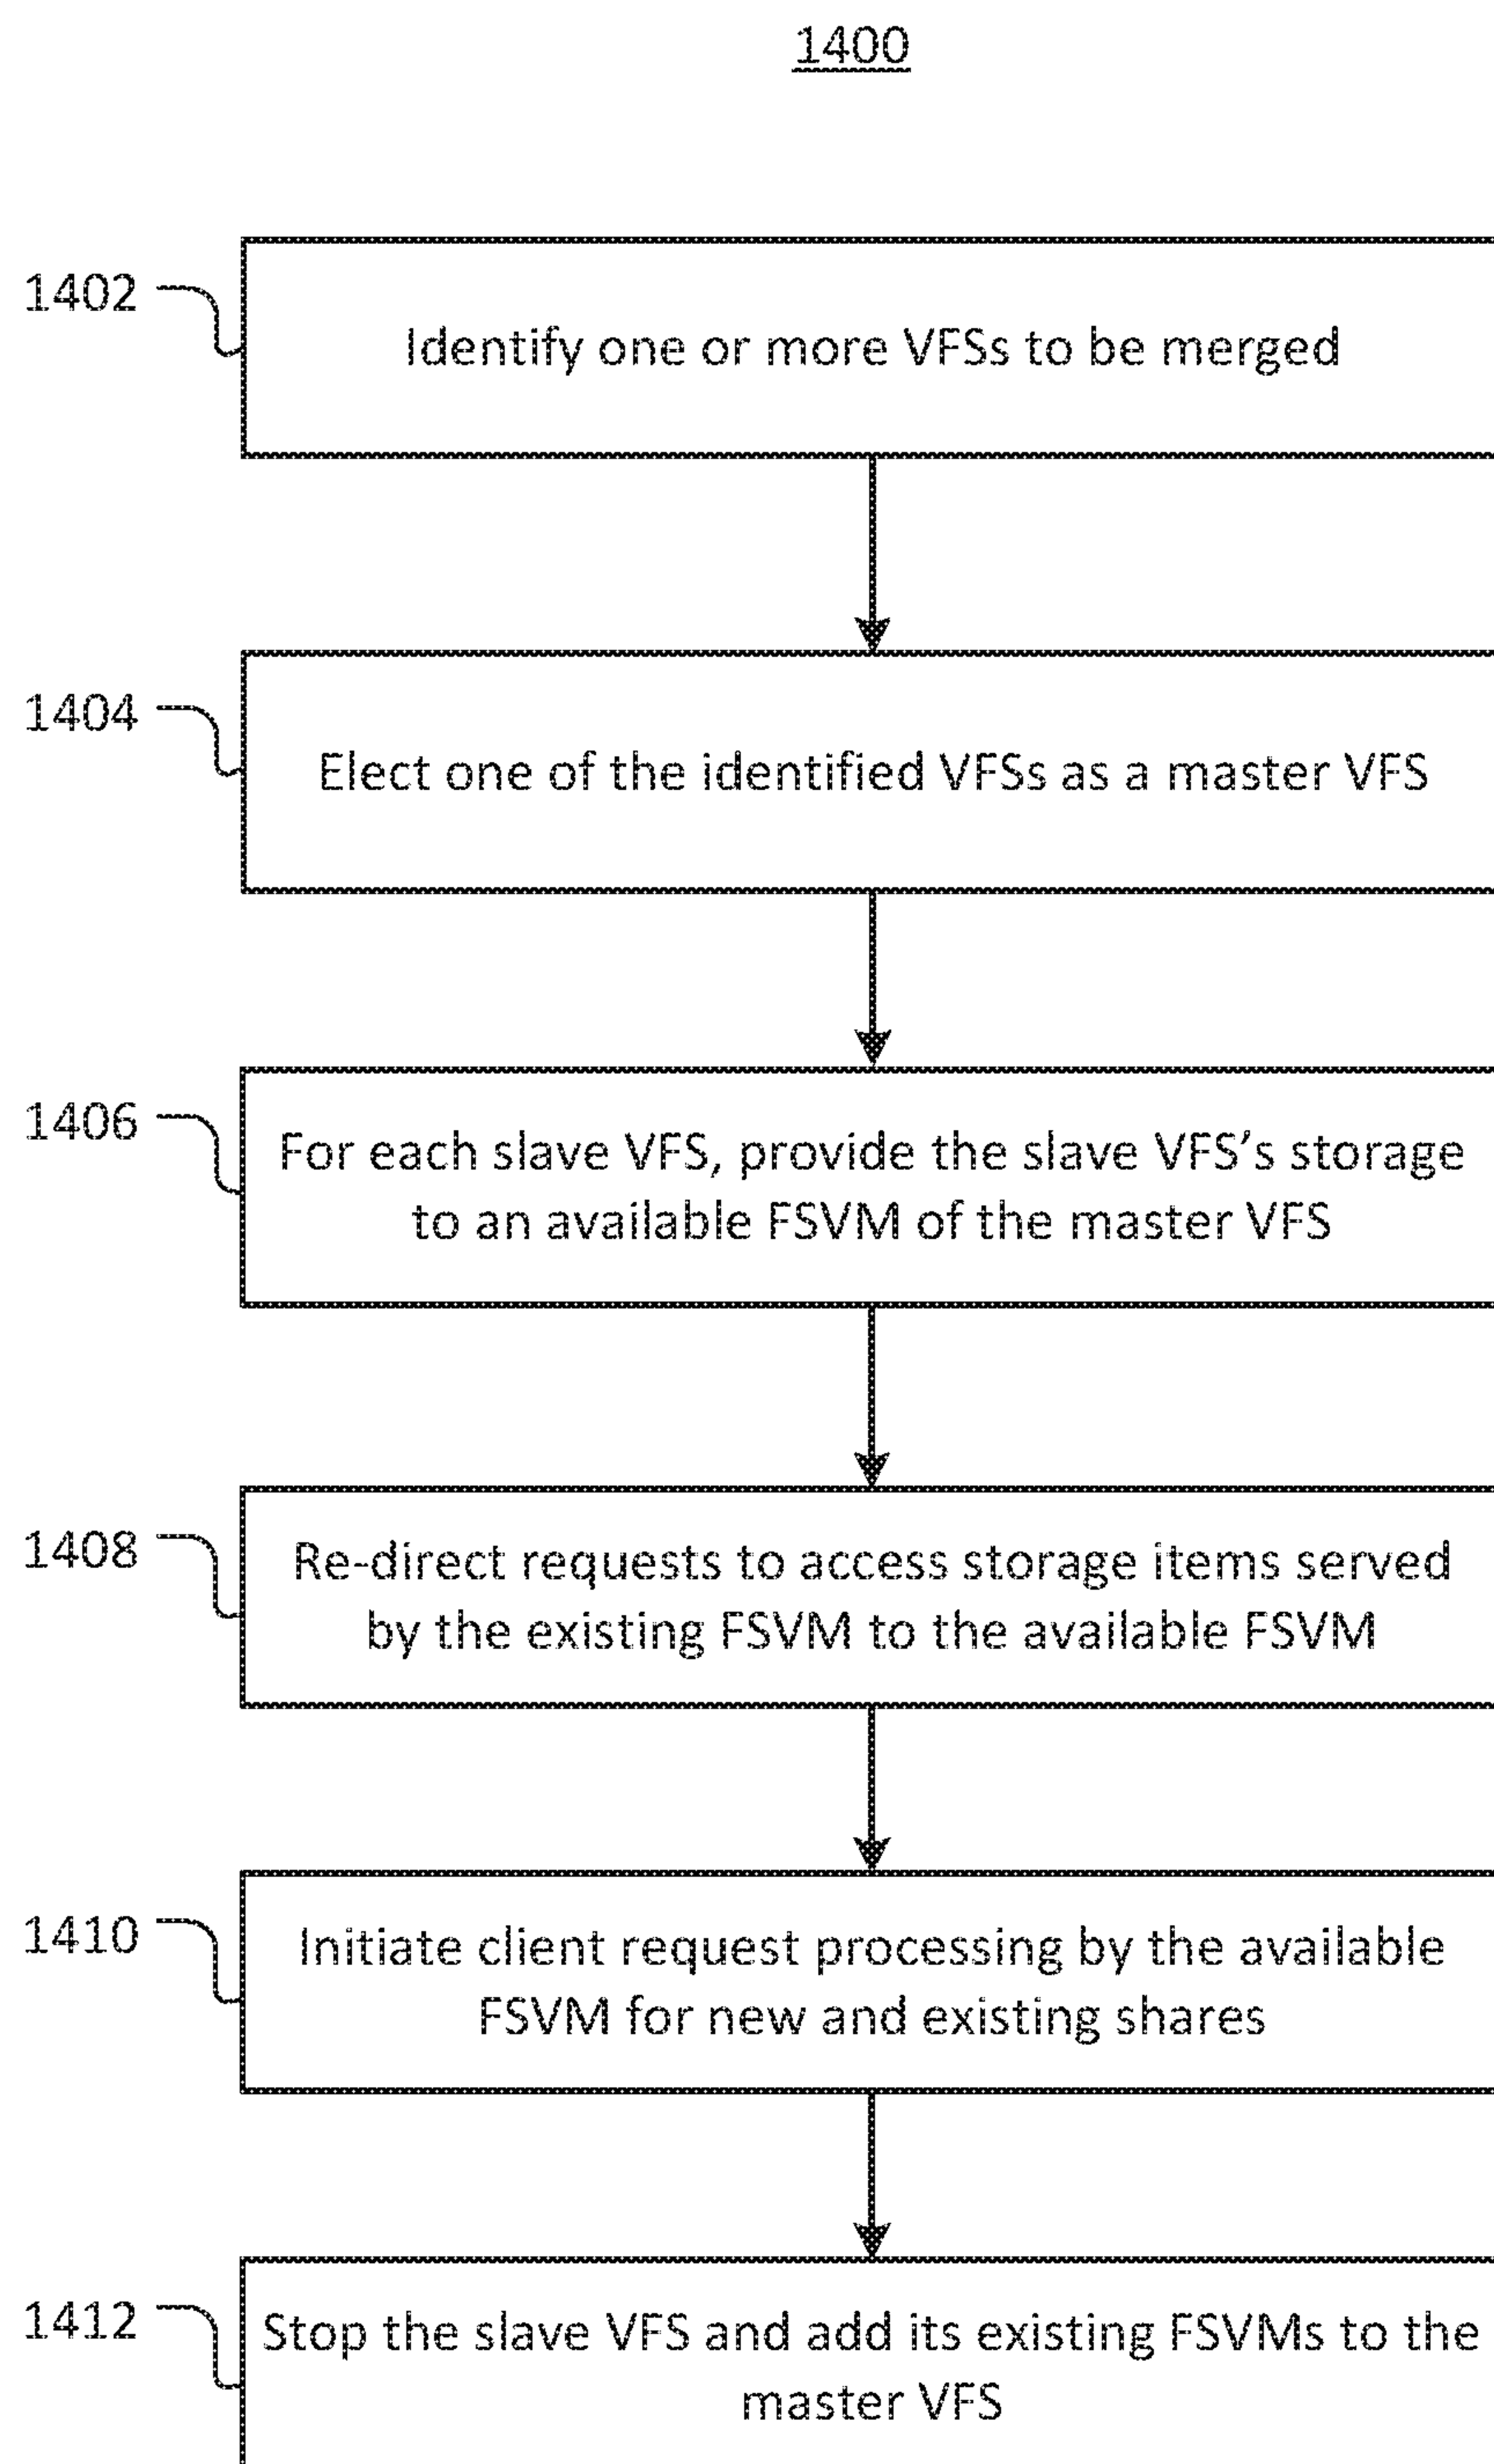 1400
1402
Identify one or more VFSs to be merged
1404
Elect one of the identified VFSs as a master VFS
1406
For each slave VFS, provide the slave VFS's storage
to an available FSVM of the master VFS
1408
Re-direct requests to access storage items served
by the existing FSVM to the available FSVM
1410
Initiate client request processing by the available
FSVM for new and existing shares
1412
Stop the slave VFS and add its existing FSVMs to the
master VFS